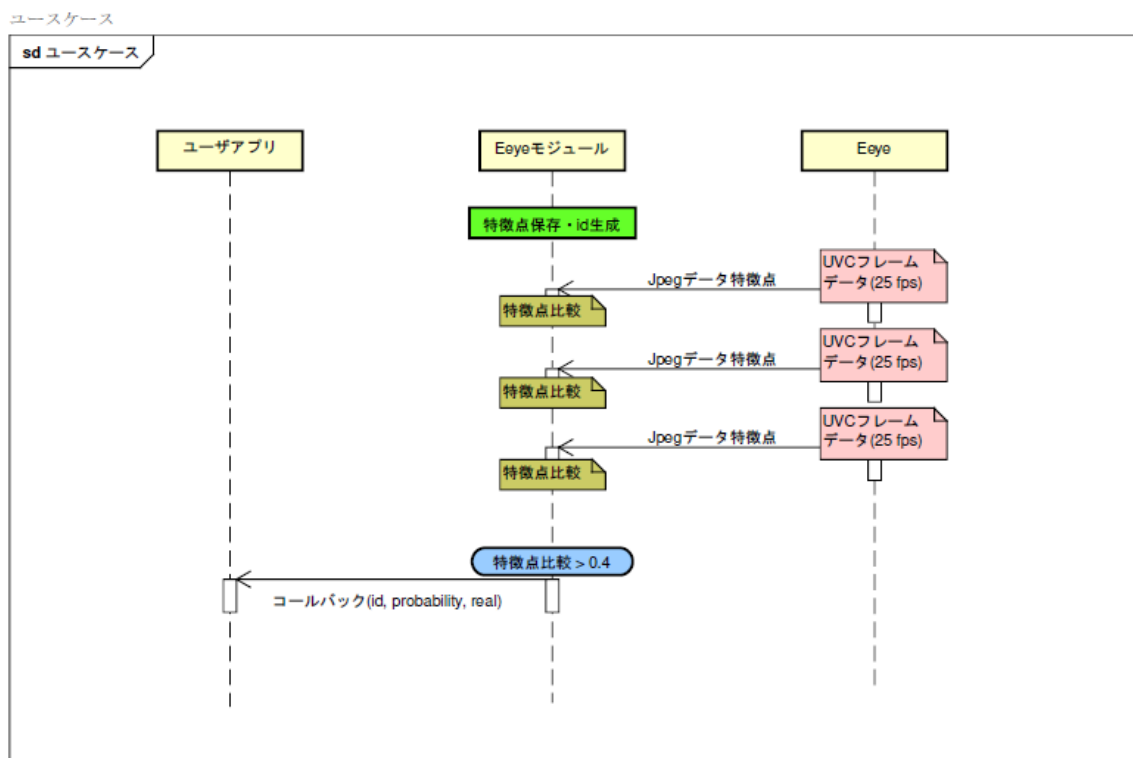 ユースケース
sd ユースケース
ユーザアプリ
Eeyeモジュール
Eeye
特徴点保存・id生成
UVCフレーム
データ(25 fps)
Jpegデータ特徴点
特徴点比較
UVCフレーム
データ(25 fps)
Jpegデータ特徴点
特徴点比較
UVCフレーム
データ(25 fps)
Jpegデータ特徴点
特徴点比較
特徴点比較 > 0.4
コールバック(id, probability, real)